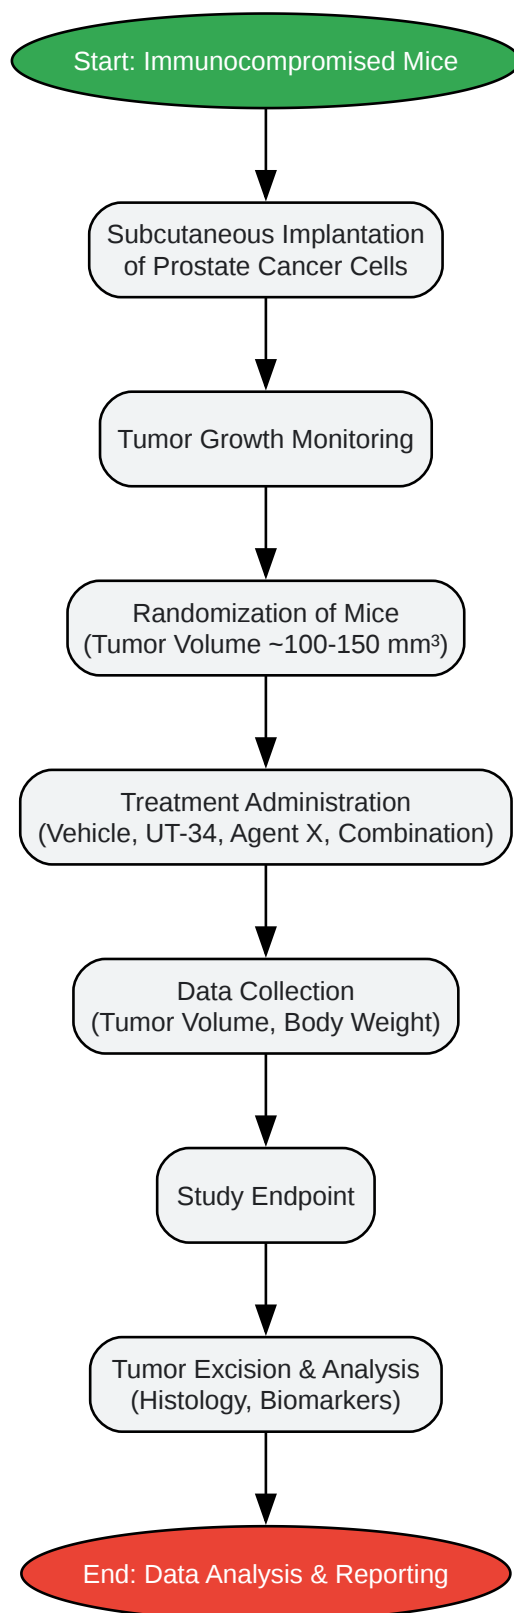 Start: Immunocompromised Mice
Subcutaneous Implantation
of Prostate Cancer Cells
Tumor Growth Monitoring
Randomization of Mice
(Tumor Volume ~100-150 mm³)
Treatment Administration
(Vehicle, UT-34, Agent X, Combination)
Data Collection
(Tumor Volume, Body Weight)
Study Endpoint
Tumor Excision & Analysis
(Histology, Biomarkers)
End: Data Analysis & Reporting